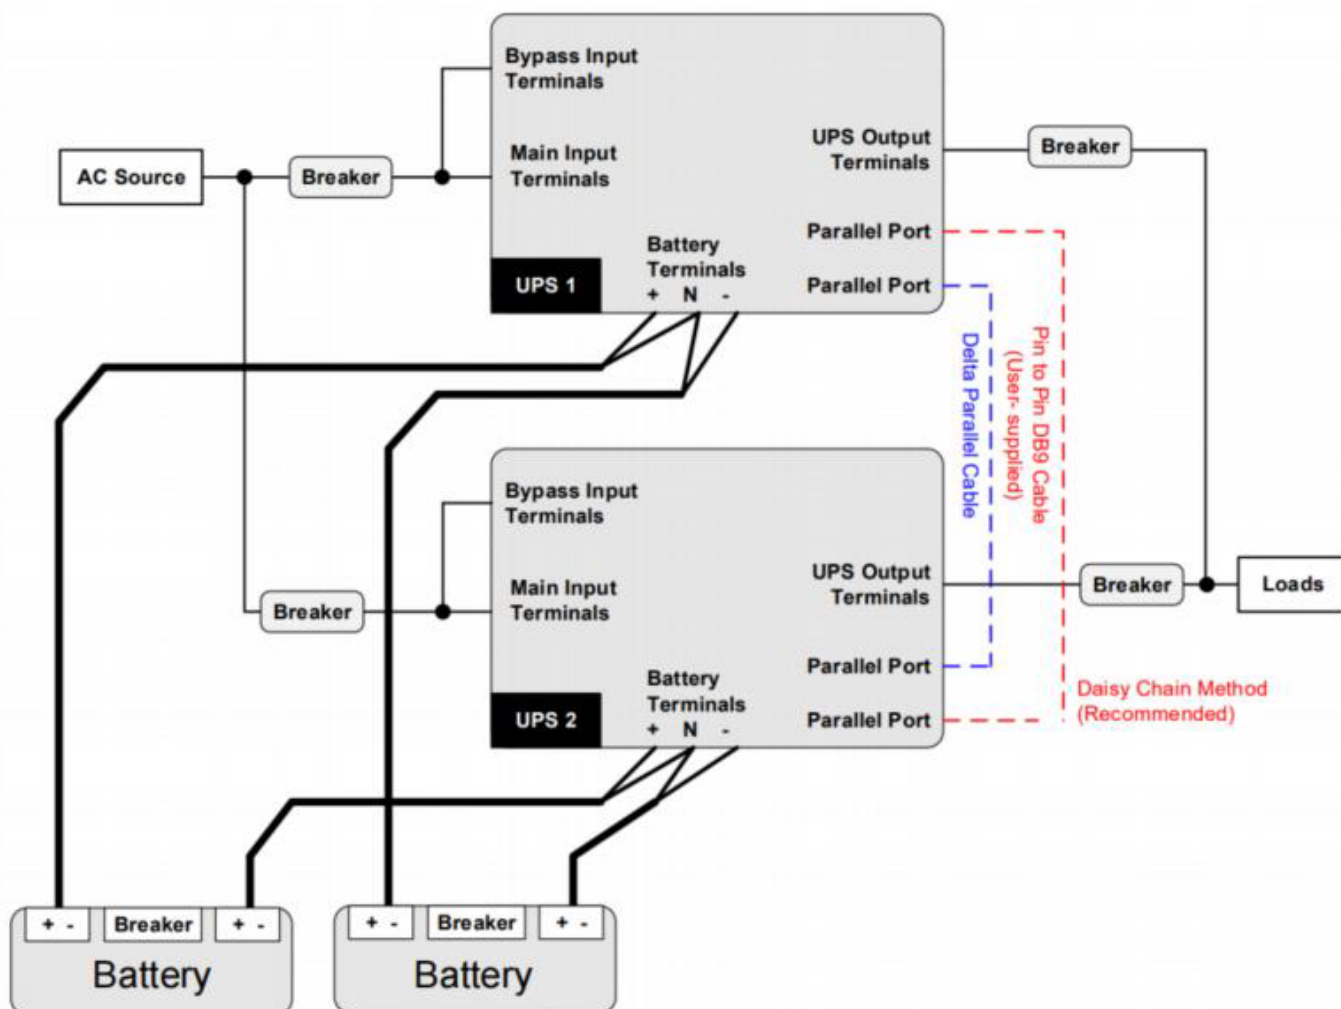 Bypass Input
Terminals
AC Source
Breaker
Main Input
Terminals
UPS Output
Terminals
Breaker
Parallel Port
Battery
Terminals
+ N -
Parallel Port
UPS 1
Delta Parallel Cable
Pin to Pin DB9 Cable
(User- supplied)
Bypass Input
Terminals
Breaker
Main Input
Terminals
UPS Output
Terminals
Breaker
Loads
Parallel Port
Battery
Terminals
+ N -
Parallel Port
UPS 2
Daisy Chain Method
(Recommended)
+ - Breaker + -
Battery
+ - Breaker + -
Battery